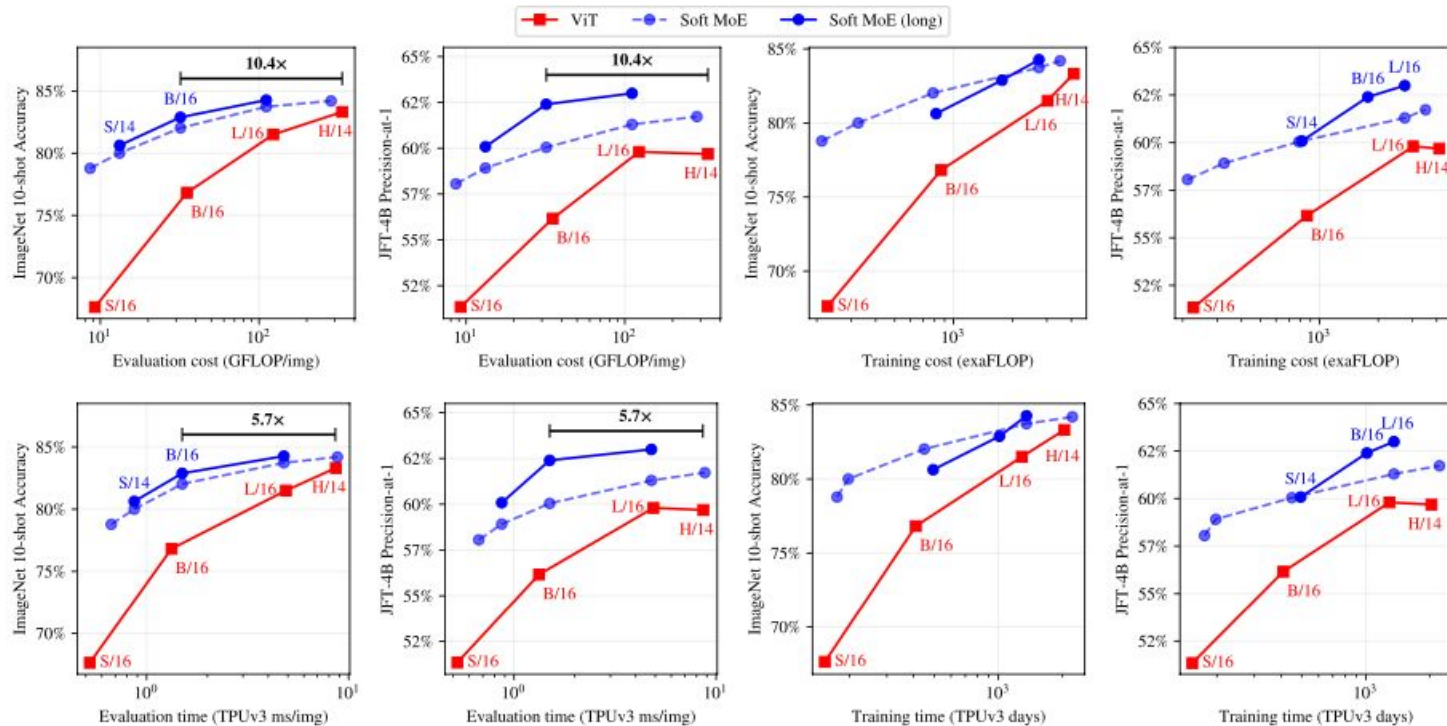 ViT Soft MoE Soft MoE (long)
ImageNet 10-shot Accuracy
85%
80%
75%
70%
10.4×
S/14
B/16
L/16
H/14
B/16
S/16
10¹ 10²
Evaluation cost (GFLOP/img)
JFT-4B Precision-at-1
65%
62%
60%
57%
55%
52%
10.4×
L/16
H/14
B/16
S/16
10¹ 10²
Evaluation cost (GFLOP/img)
ImageNet 10-shot Accuracy
85%
80%
75%
70%
H/14
L/16
B/16
S/16
10³
Training cost (exaFLOP)
JFT-4B Precision-at-1
65%
62%
60%
57%
55%
52%
L/16
B/16
S/14
L/16
H/14
B/16
S/16
10³
Training cost (exaFLOP)
ImageNet 10-shot Accuracy
85%
80%
75%
70%
5.7×
B/16
S/14
L/16
H/14
B/16
S/16
10⁰ 10¹
Evaluation time (TPUv3 ms/img)
JFT-4B Precision-at-1
65%
62%
60%
57%
55%
52%
5.7×
L/16
H/14
B/16
S/16
10⁰ 10¹
Evaluation time (TPUv3 ms/img)
ImageNet 10-shot Accuracy
85%
80%
75%
70%
H/14
L/16
B/16
S/16
10³
Training time (TPUv3 days)
JFT-4B Precision-at-1
65%
62%
60%
57%
55%
52%
B/16 L/16
S/14
L/16
H/14
B/16
S/16
10³
Training time (TPUv3 days)